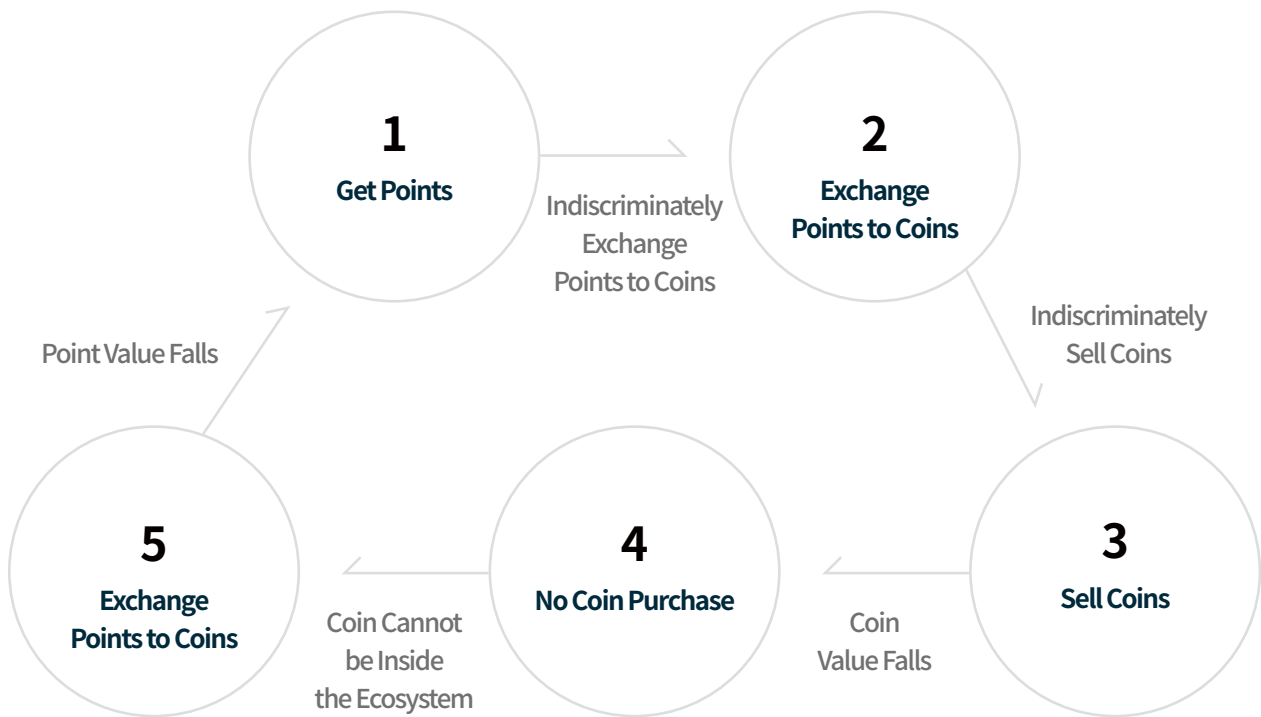 1
Get Points
Indiscriminately
Exchange
Points to Coins
2
Exchange
Points to Coins
Indiscriminately
Sell Coins
3
Sell Coins
Coin
Value Falls
4
No Coin Purchase
Coin Cannot
be Inside
the Ecosystem
5
Exchange
Points to Coins
Point Value Falls